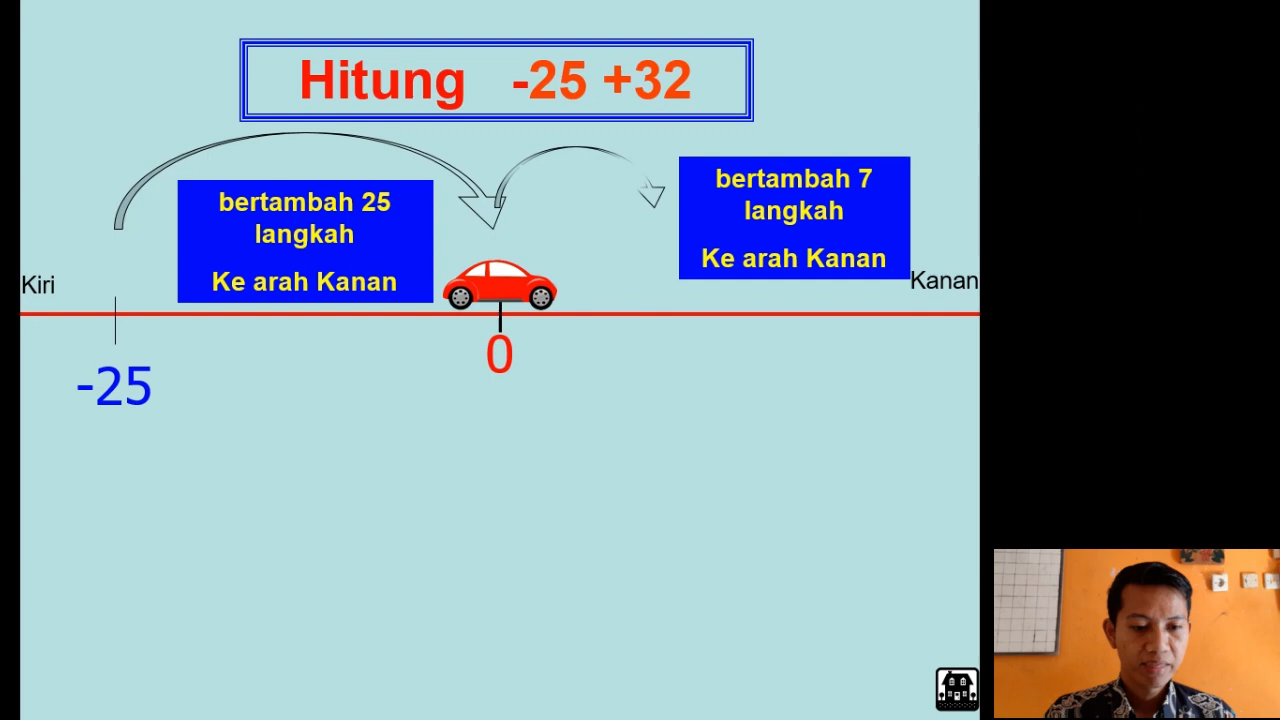 Hitung -25 +32
bertambah 25
langkah
Ke arah Kanan
bertambah 7
langkah
Ke arah Kanan
Kiri
Kanan
-25
0